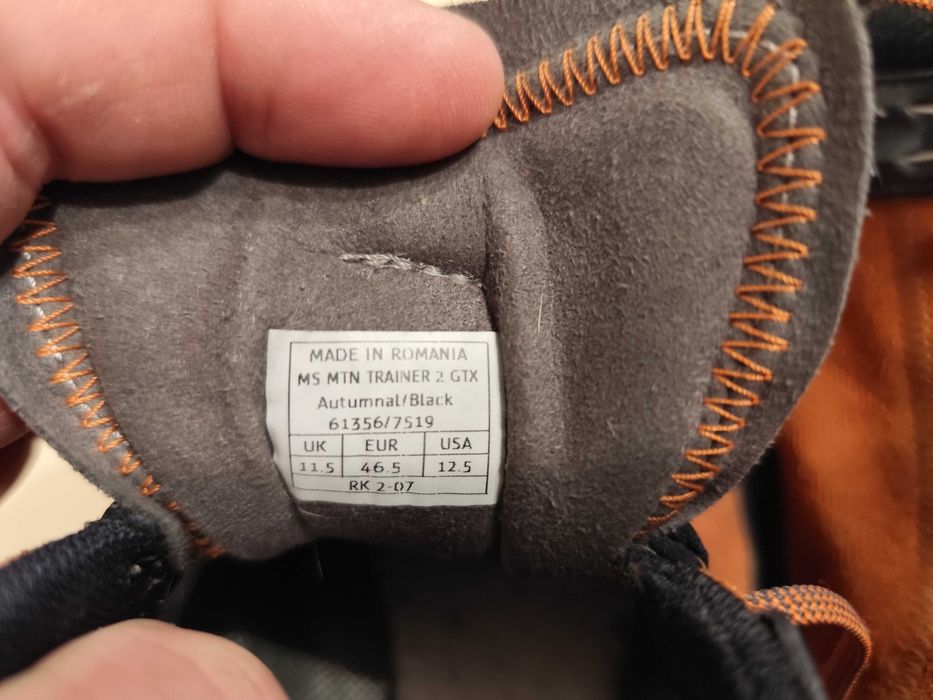 MADE IN ROMANIA
MS MTN TRAINER 2 GTX
Autumnal/Black
61356/7519
UK EUR USA
11.5 46.5 12.5
RK 2-07